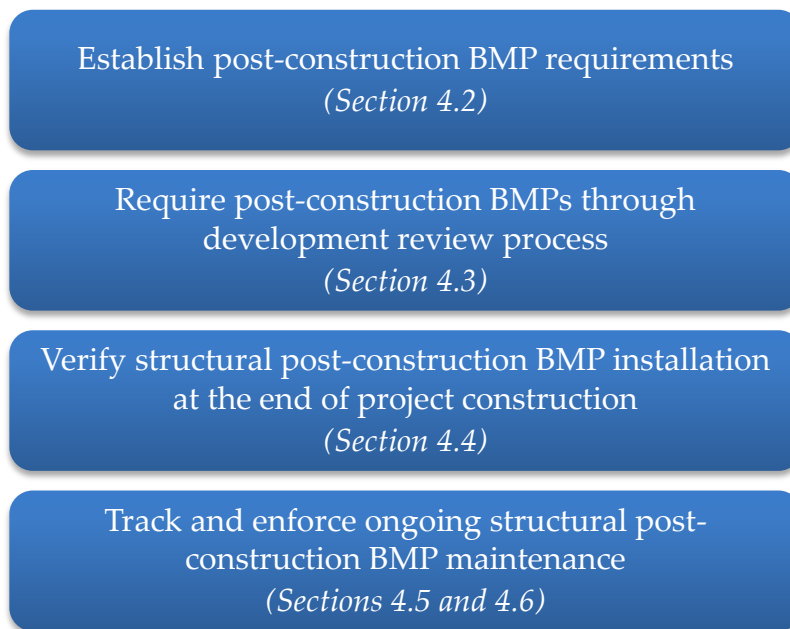 Establish post-construction BMP requirements
(Section 4.2)
Require post-construction BMPs through
development review process
(Section 4.3)
Verify structural post-construction BMP installation
at the end of project construction
(Section 4.4)
Track and enforce ongoing structural post-
construction BMP maintenance
(Sections 4.5 and 4.6)